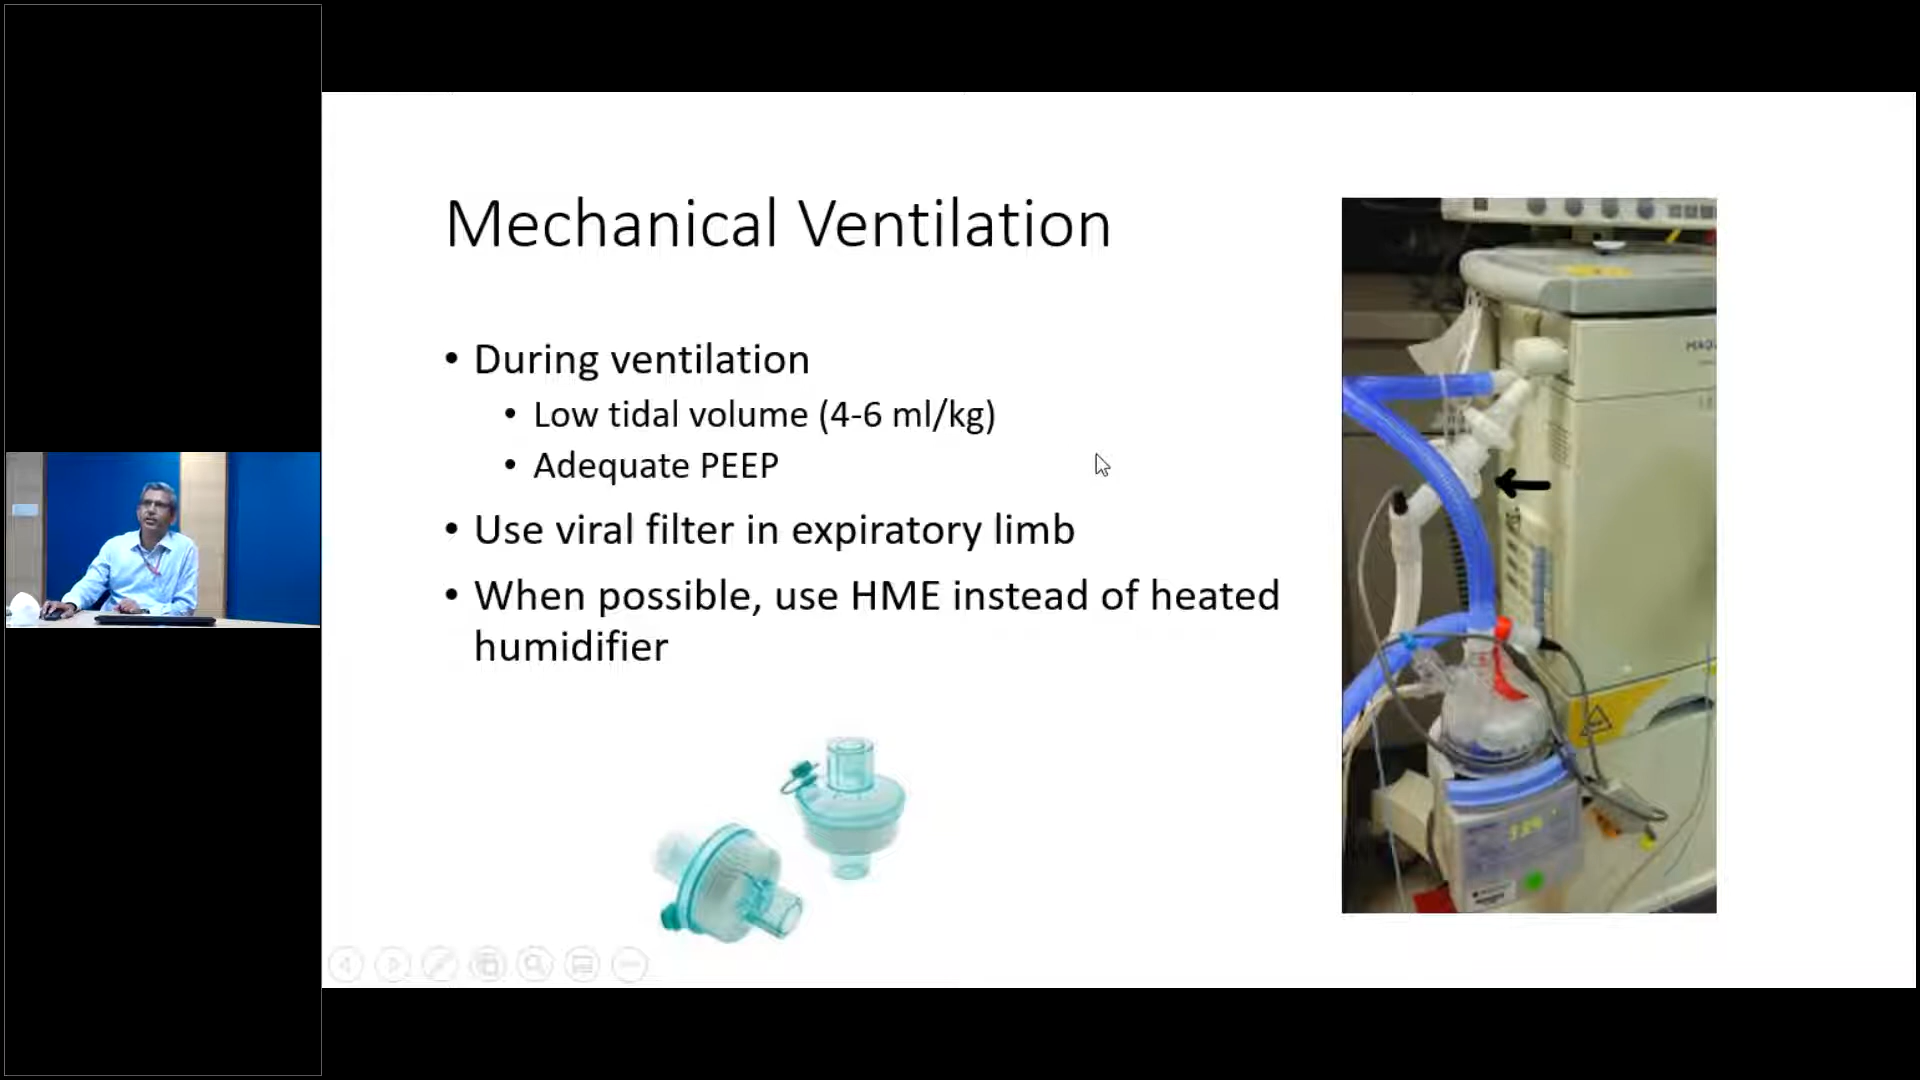 Mechanical Ventilation
• During ventilation
• Low tidal volume (4-6 ml/kg)
• Adequate PEEP
• Use viral filter in expiratory limb
• When possible, use HME instead of heated
humidifier